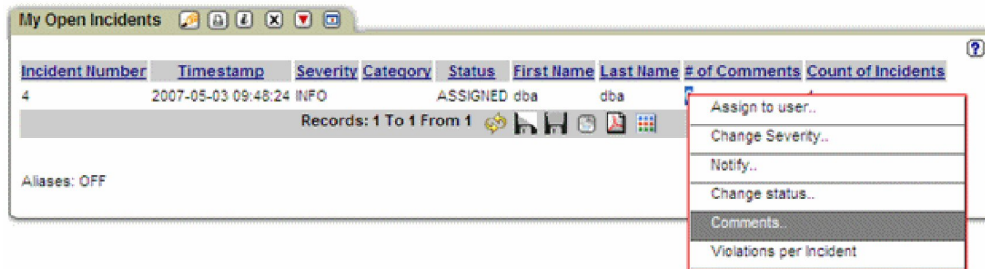 My Open Incidents
Incident Number Timestamp Severity Category Status First Name Last Name # of Comments Count of Incidents
4 2007-05-03 09:48:24 INFO ASSIGNED dba dba
Records: 1 To 1 From 1
Aliases: OFF
Assign to user..
Change Severity..
Notify..
Change status..
Comments..
Violations per Incident